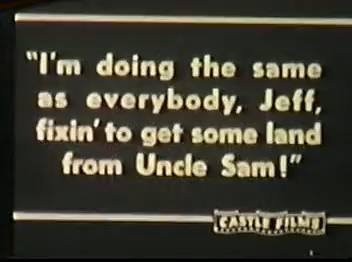 "I'm doing the same
as everybody, Jeff,
fixin' to get some land
from Uncle Sam!"
CASTLE FILMS